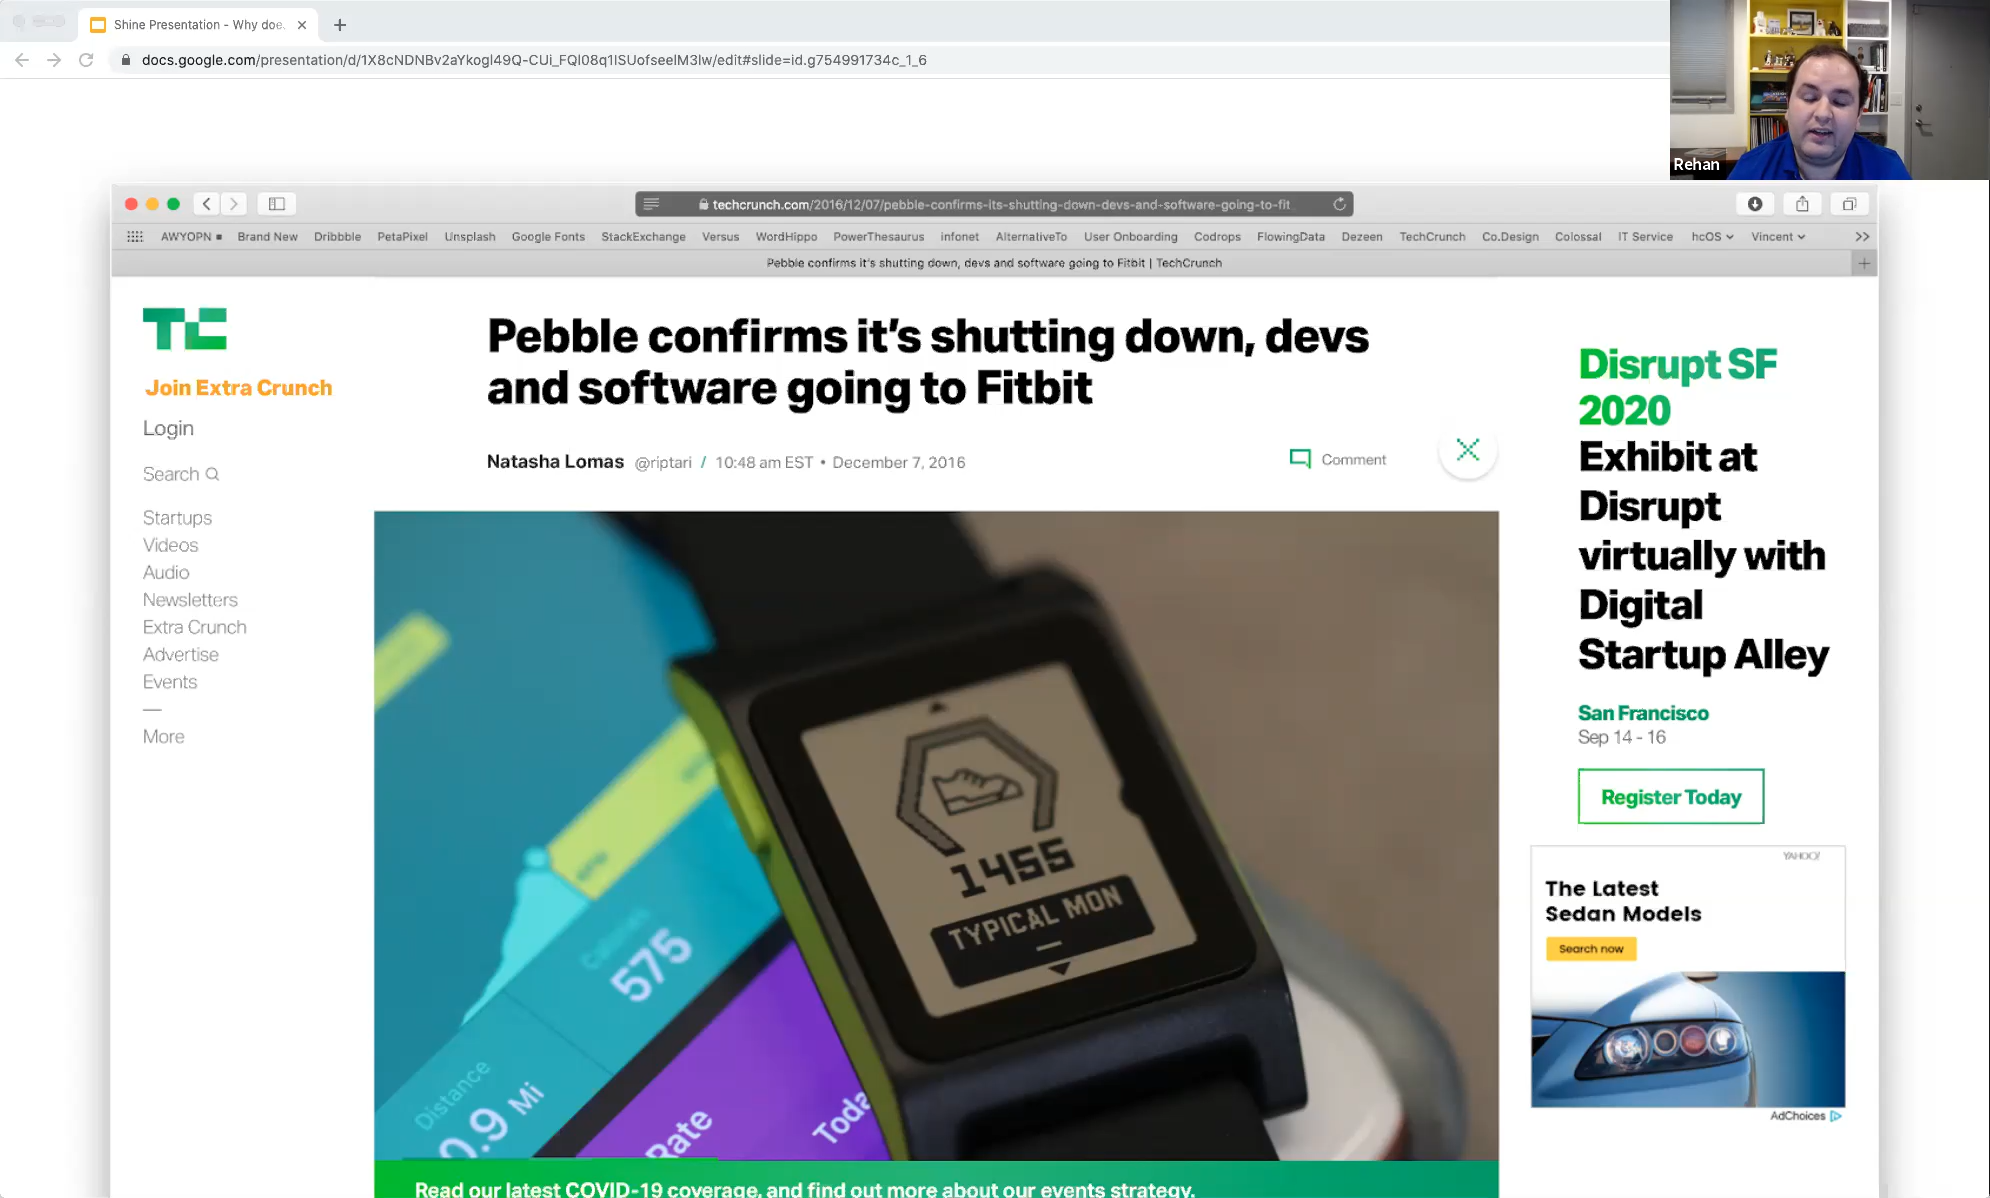 Shine Presentation - Why doe
docs.google.com/presentation/d/1X8cNDNBv2aYkogl49Q-CUi_FQl08q1lSUofseelM3lw/edit#slide=id.g754991734c_1_6
Rehan
techcrunch.com/2016/12/07/pebble-confirms-its-shutting-down-devs-and-software-going-to-fit
AWYOPN Brand New Dribbble PetaPixel Unsplash Google Fonts StackExchange Versus WordHippo PowerThesaurus infonet AlternativeTo User Onboarding Codrops FlowingData Dezeen TechCrunch Co.Design Colossal IT Service hcOS Vincent >>
Pebble confirms it's shutting down, devs and software going to Fitbit | TechCrunch
TC
Join Extra Crunch
Login
Search
Startups
Videos
Audio
Newsletters
Extra Crunch
Advertise
Events
—
More
Pebble confirms it's shutting down, devs
and software going to Fitbit
Natasha Lomas @riptari / 10:48 am EST • December 7, 2016
Comment
1455
TYPICAL MON
Calories
575
Distance
0.9 Mi
Rate
Toda
Read our latest COVID-19 coverage, and find out more about our events strategy.
Disrupt SF
2020
Exhibit at
Disrupt
virtually with
Digital
Startup Alley
San Francisco
Sep 14 - 16
Register Today
YAHOO!
The Latest
Sedan Models
Search now
AdChoices